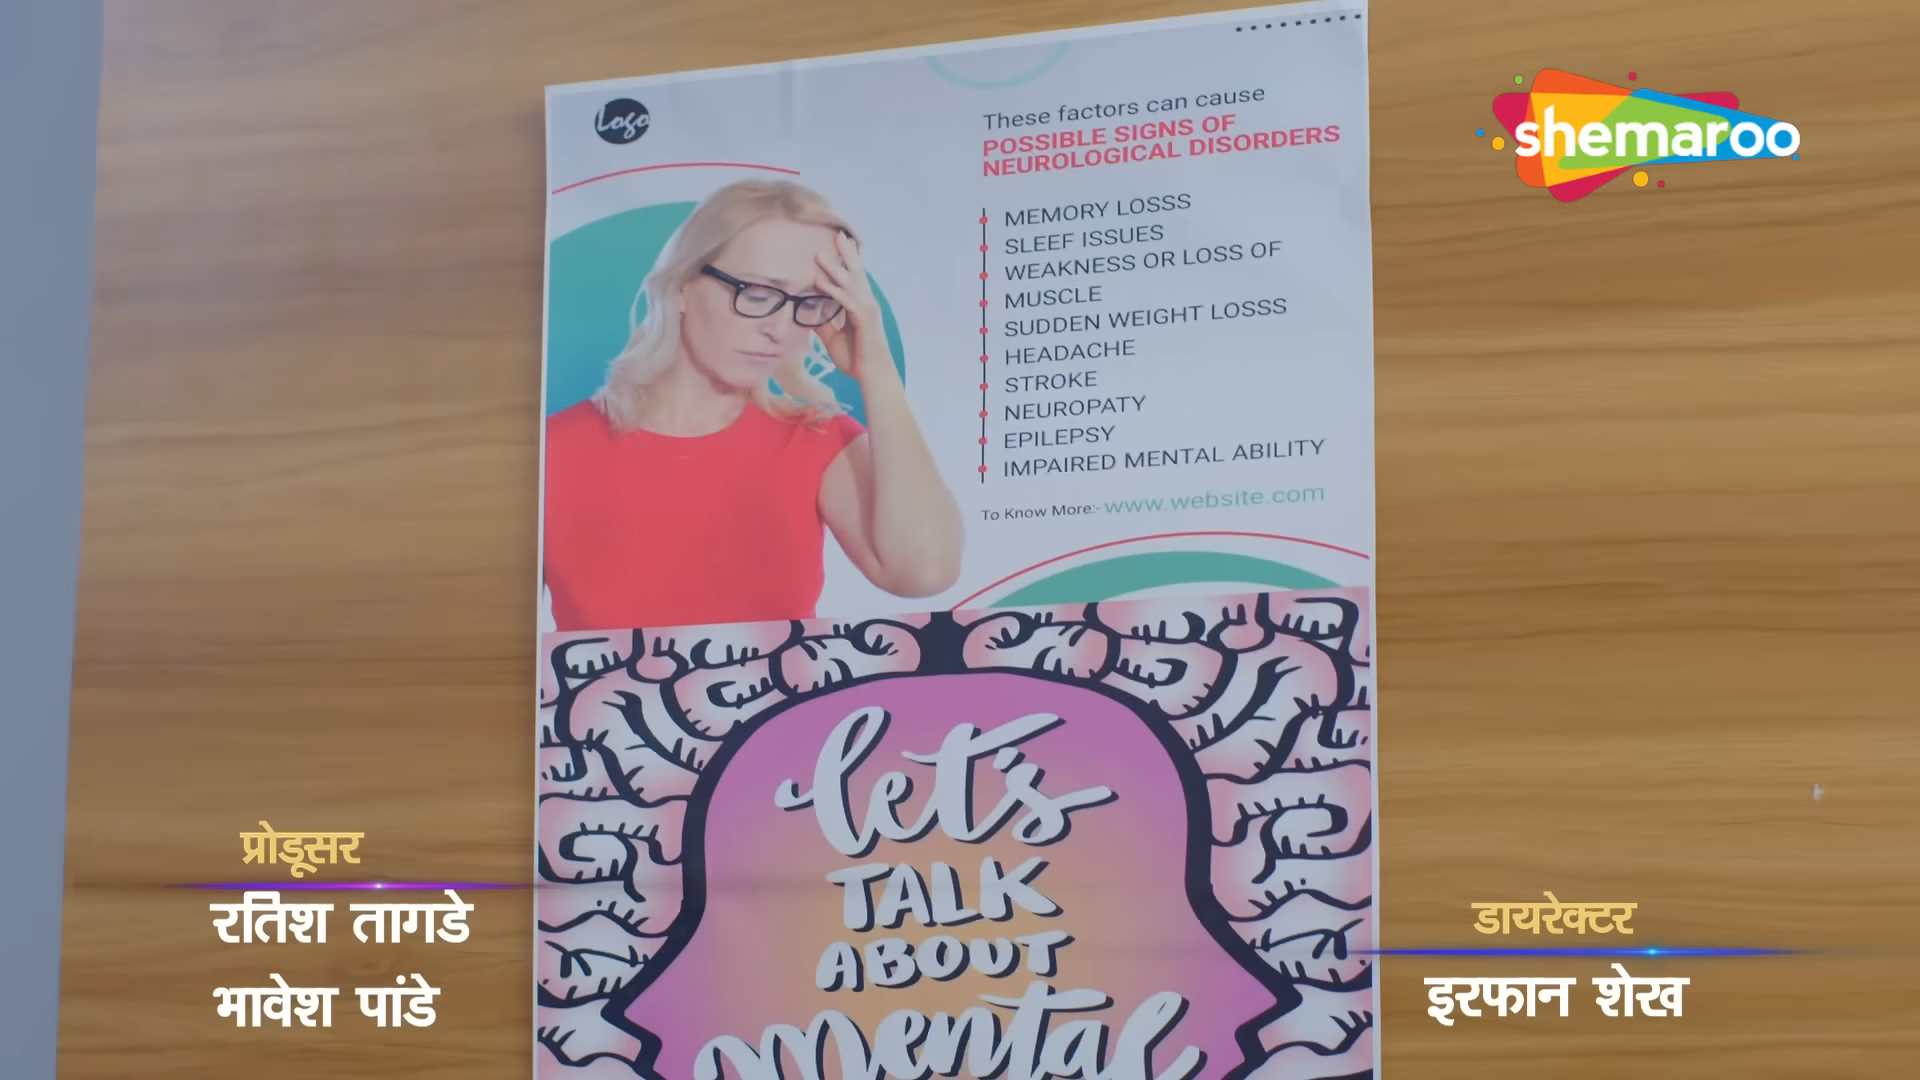 Logo
These factors can cause
POSSIBLE SIGNS OF
NEUROLOGICAL DISORDERS
MEMORY LOSSS
SLEEF ISSUES
WEAKNESS OR LOSS OF
MUSCLE
SUDDEN WEIGHT LOSSS
HEADACHE
STROKE
NEUROPATY
EPILEPSY
IMPAIRED MENTAL ABILITY
To Know More:- www.website.com
let's
TALK
ABOUT
mental
shemaroo
प्रोडूसर
रतिश तागडे
भावेश पांडे
डायरेक्टर
इरफान शेख